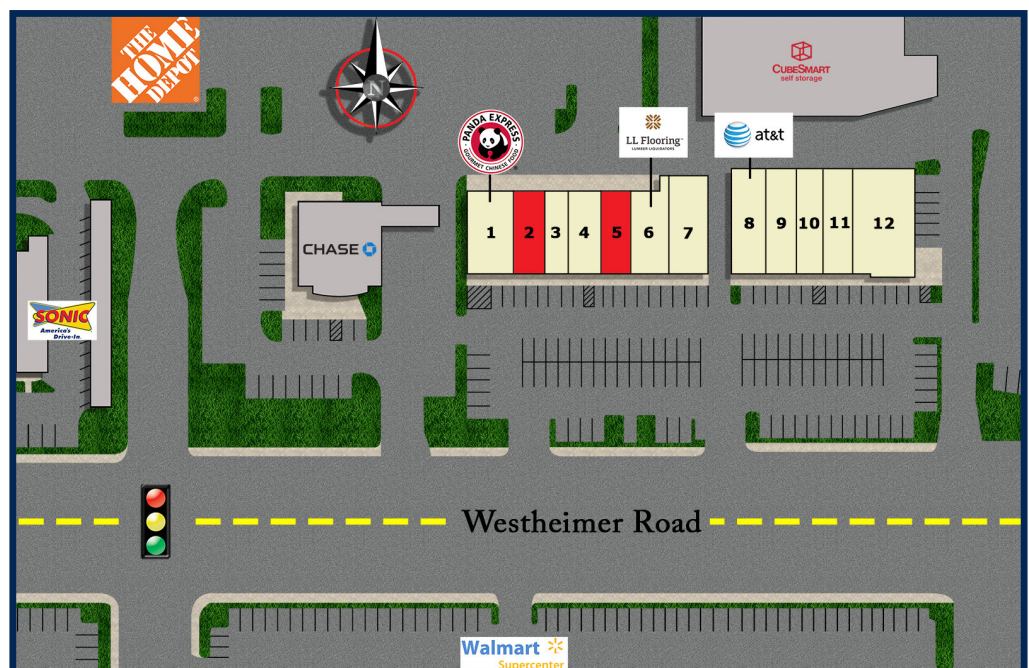 THE
HOME
DEPOT
N
CUBESMART
self storage
PANDA EXPRESS
GOURMET CHINESE FOOD
LL Flooring
LUMBER LIQUIDATORS
at&t
CHASE
1 2 3 4 5 6 7
8 9 10 11 12
SONIC
America's
Drive-In.
Westheimer Road
Walmart
Supercenter